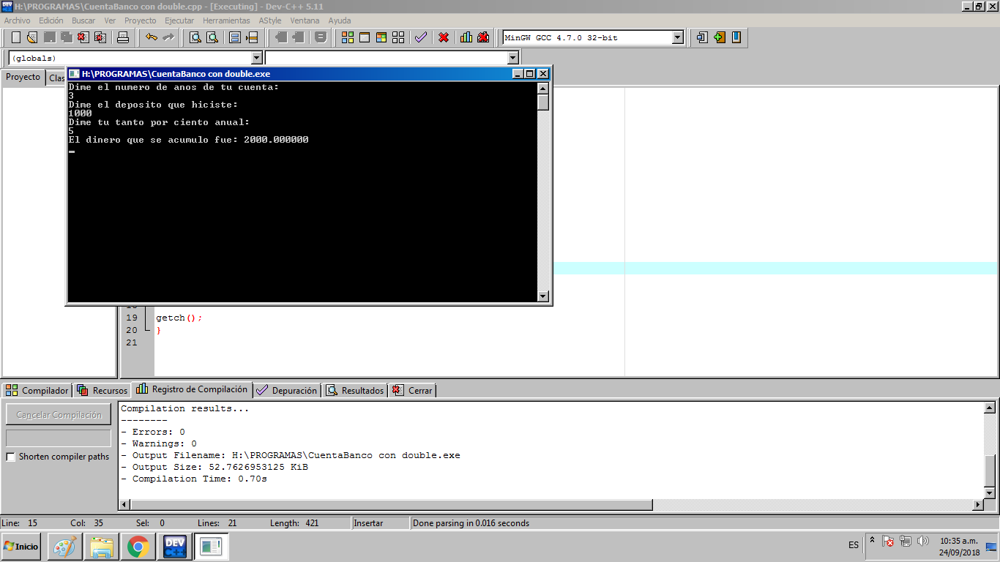 H:\PROGRAMAS\CuentaBanco con double.cpp - [Executing] - Dev-C++ 5.11
Archivo Edición Buscar Ver Proyecto Ejecutar Herramientas AStyle Ventana Ayuda
MinGW GCC 4.7.0 32-bit
(globals)
Proyecto Clas
H:\PROGRAMAS\CuentaBanco con double.exe
Dime el numero de anos de tu cuenta:
3
Dime el deposito que hiciste:
1000
Dime tu tanto por ciento anual:
5
El dinero que se acumulo fue: 2000.000000
19 getch();
20 }
21
Compilador Recursos Registro de Compilación Depuración Resultados Cerrar
Cancelar Compilación
Shorten compiler paths
Compilation results...
--------
- Errors: 0
- Warnings: 0
- Output Filename: H:\PROGRAMAS\CuentaBanco con double.exe
- Output Size: 52.7626953125 KiB
- Compilation Time: 0.70s
Line: 15 Col: 35 Sel: 0 Lines: 21 Length: 421 Insertar Done parsing in 0.016 seconds
Inicio
DEV C++
ES
10:35 a.m.
24/09/2018